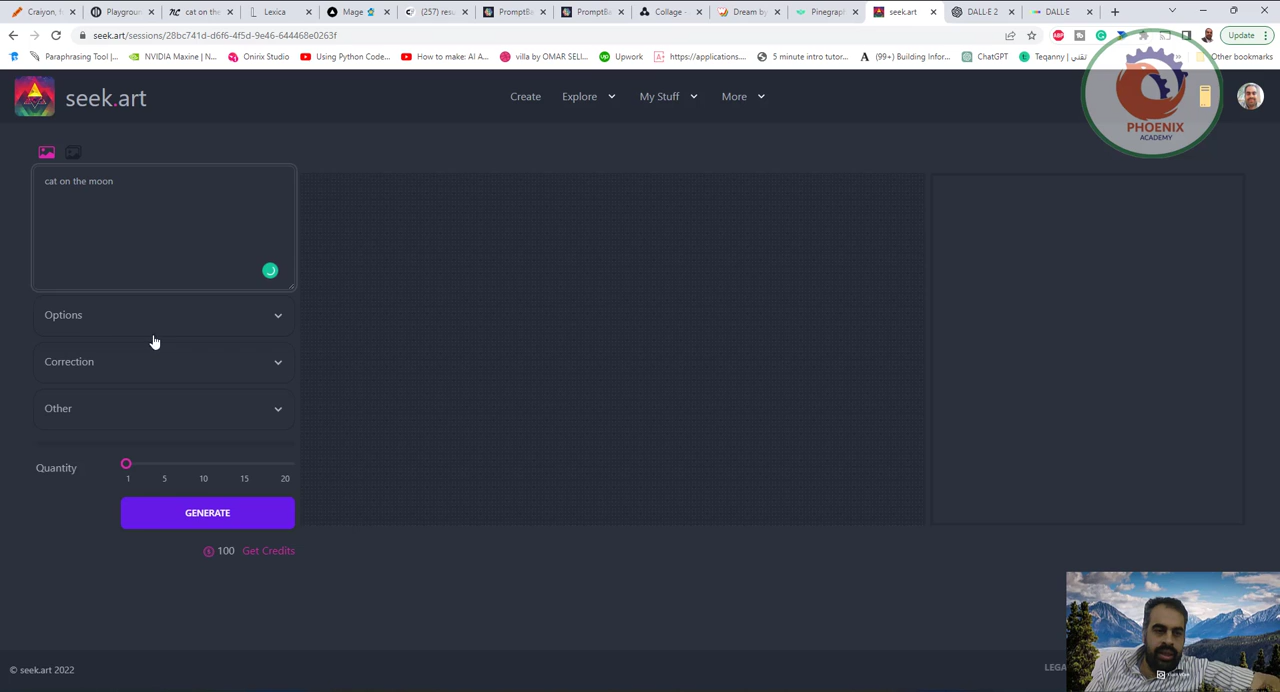 Craiyon, f
Playground
cat on the
Lexica
Mage
(257) resu
PromptBa
PromptBa
Collage -
Dream by
Pinegraph
seek.art
DALL-E 2
DALL-E
seek.art/sessions/28bc741d-d6f6-4f5d-9e46-644468e0263f
Update
Paraphrasing Tool |...
NVIDIA Maxine | N...
Onirix Studio
Using Python Code...
How to make: AI A...
villa by OMAR SELI...
Upwork
https://applications....
5 minute intro tutor...
(99+) Building Infor...
ChatGPT
Teqanny | تقني...
Other bookmarks
seek.art
Create
Explore
My Stuff
More
PHOENIX
ACADEMY
cat on the moon
Options
Correction
Other
Quantity
1 5 10 15 20
GENERATE
100 Get Credits
© seek.art 2022
LEGA